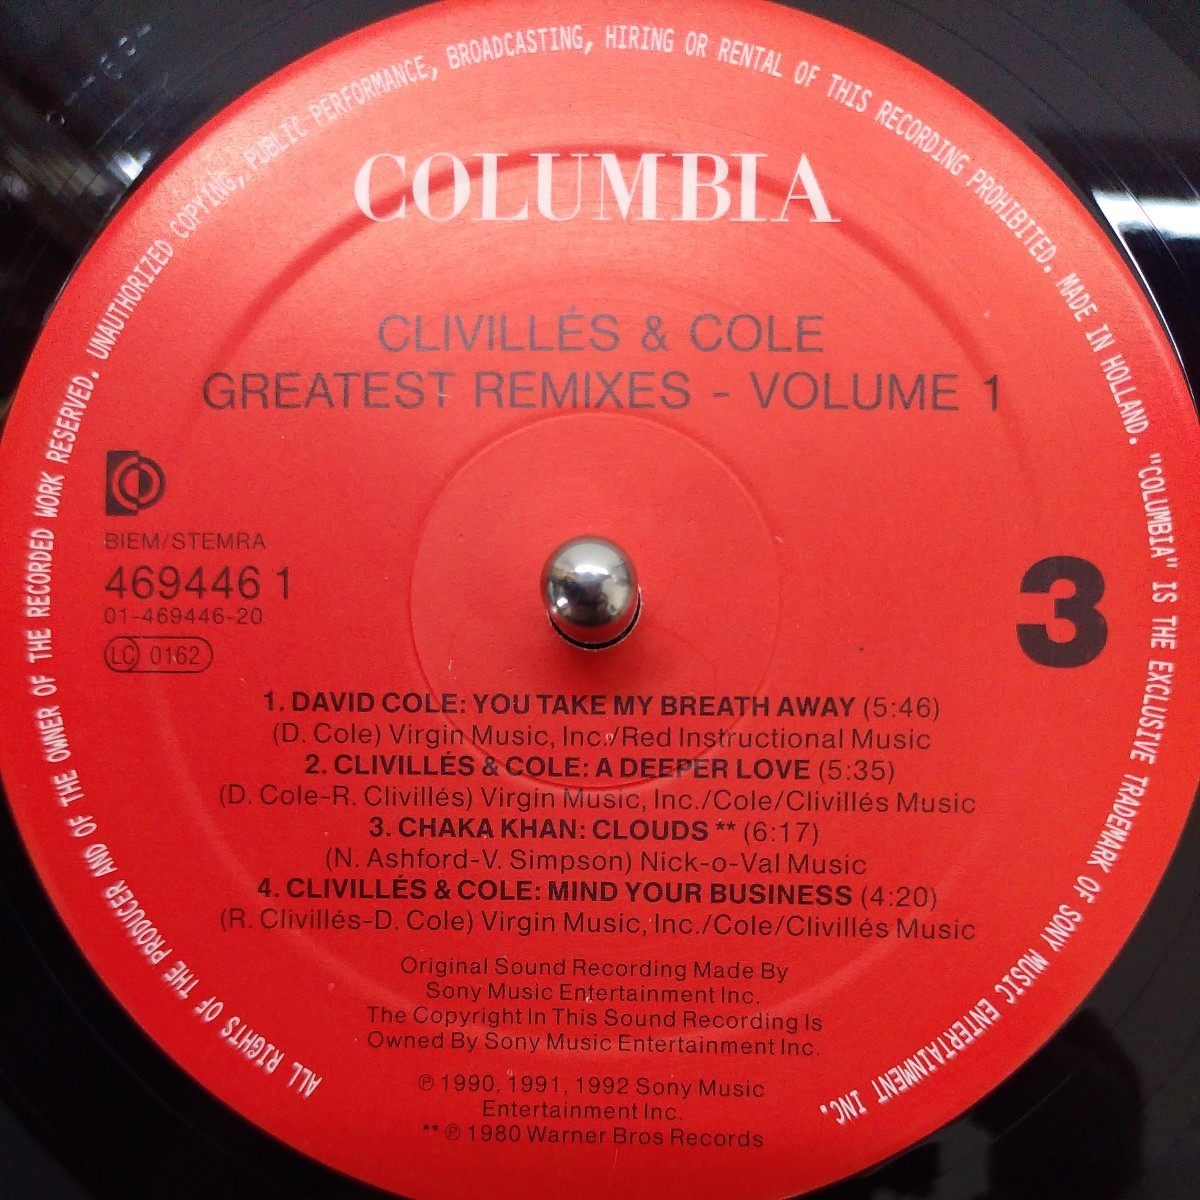 ALL RIGHTS OF THE PRODUCER AND OF THE OWNER OF THE RECORDED WORK RESERVED. UNAUTHORIZED COPYING, PUBLIC PERFORMANCE, BROADCASTING, HIRING OR RENTAL OF THIS RECORDING PROHIBITED. MADE IN HOLLAND. "COLUMBIA" IS THE EXCLUSIVE TRADEMARK OF SONY MUSIC ENTERTAINMENT INC.
COLUMBIA
CLIVILLÉS & COLE
GREATEST REMIXES - VOLUME 1
BIEM/STEMRA
469446 1
01-469446-20
LC 0162
3
1. DAVID COLE: YOU TAKE MY BREATH AWAY (5:46)
(D. Cole) Virgin Music, Inc./Red Instructional Music
2. CLIVILLÉS & COLE: A DEEPER LOVE (5:35)
(D. Cole-R. Clivillés) Virgin Music, Inc./Cole/Clivillés Music
3. CHAKA KHAN: CLOUDS ** (6:17)
(N. Ashford-V. Simpson) Nick-o-Val Music
4. CLIVILLÉS & COLE: MIND YOUR BUSINESS (4:20)
(R. Clivillés-D. Cole) Virgin Music, Inc./Cole/Clivillés Music
Original Sound Recording Made By
Sony Music Entertainment Inc.
The Copyright In This Sound Recording Is
Owned By Sony Music Entertainment Inc.
℗ 1990, 1991, 1992 Sony Music
Entertainment Inc.
** ℗ 1980 Warner Bros Records